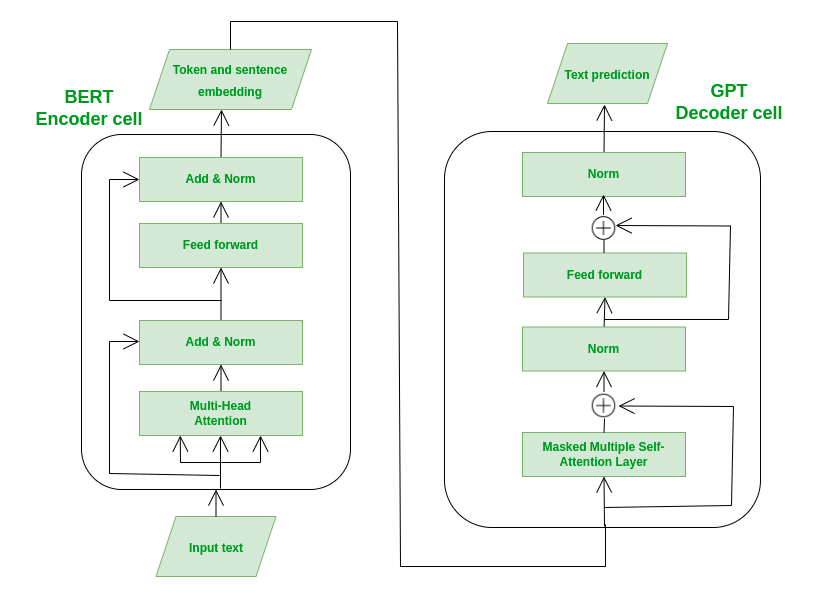 BERT
Encoder cell
Token and sentence
embedding
Add & Norm
Feed forward
Add & Norm
Multi-Head
Attention
Input text
GPT
Decoder cell
Text prediction
Norm
Feed forward
Norm
Masked Multiple Self-
Attention Layer